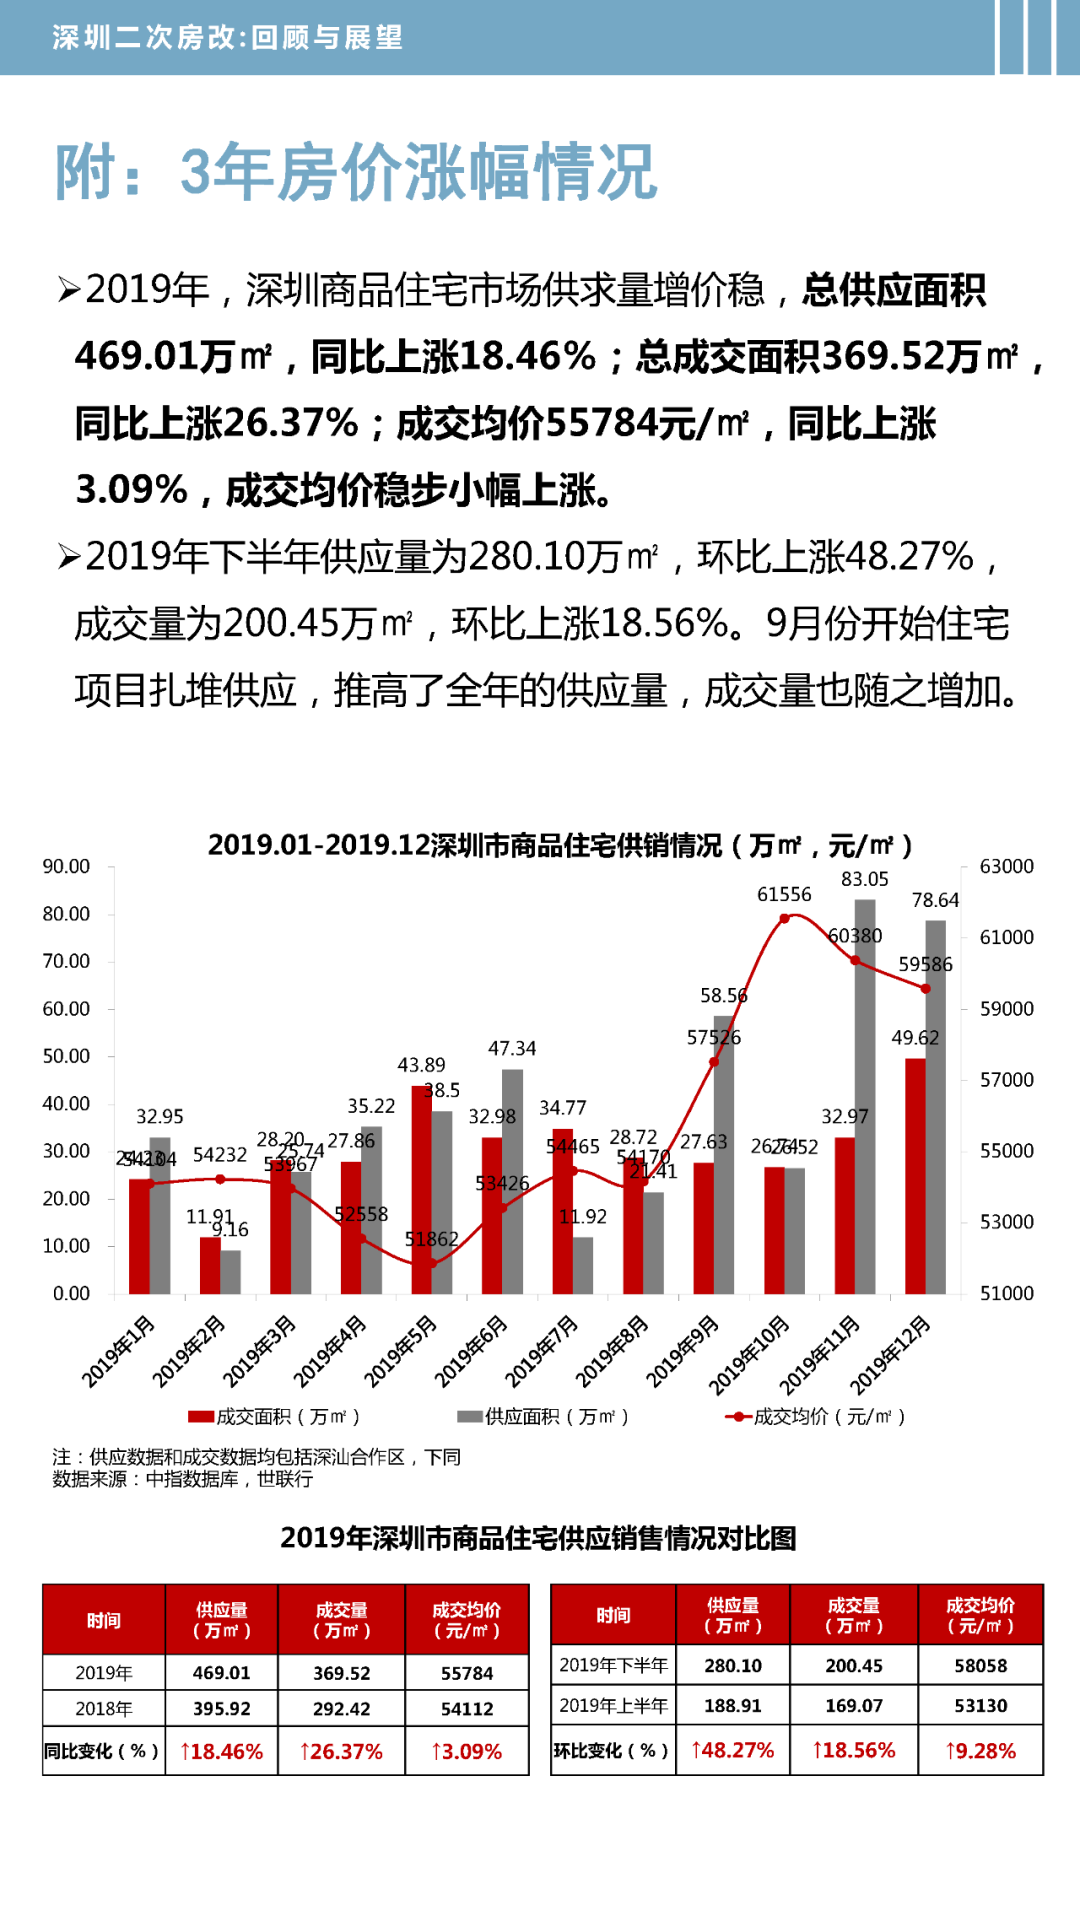 深圳二次房改:回顾与展望
附：3年房价涨幅情况
➢2019年，深圳商品住宅市场供求量增价稳，总供应面积
469.01万㎡，同比上涨18.46%；总成交面积369.52万㎡，
同比上涨26.37%；成交均价55784元/㎡，同比上涨
3.09%，成交均价稳步小幅上涨。
➢2019年下半年供应量为280.10万㎡，环比上涨48.27%，
成交量为200.45万㎡，环比上涨18.56%。9月份开始住宅
项目扎堆供应，推高了全年的供应量，成交量也随之增加。
2019.01-2019.12深圳市商品住宅供销情况（万㎡，元/㎡）
90.00
80.00
70.00
60.00
50.00
40.00
30.00
20.00
10.00
0.00
63000
61000
59000
57000
55000
53000
51000
24.23 11.91 28.20 27.86 43.89 32.98 34.77 28.72 27.63 26.74 32.97 49.62
32.95 9.16 25.74 35.22 38.5 47.34 11.92 21.41 58.56 26.52 83.05 78.64
54104 54232 53967 52558 51862 53426 54465 54170 57526 61556 60380 59586
2019年1月 2019年2月 2019年3月 2019年4月 2019年5月 2019年6月 2019年7月 2019年8月 2019年9月 2019年10月 2019年11月 2019年12月
成交面积（万㎡） 供应面积（万㎡） 成交均价（元/㎡）
注：供应数据和成交数据均包括深汕合作区，下同
数据来源：中指数据库，世联行
2019年深圳市商品住宅供应销售情况对比图
时间 供应量（万㎡） 成交量（万㎡） 成交均价（元/㎡）
2019年 469.01 369.52 55784
2018年 395.92 292.42 54112
同比变化（%） ↑18.46% ↑26.37% ↑3.09%
时间 供应量（万㎡） 成交量（万㎡） 成交均价（元/㎡）
2019年下半年 280.10 200.45 58058
2019年上半年 188.91 169.07 53130
环比变化（%） ↑48.27% ↑18.56% ↑9.28%